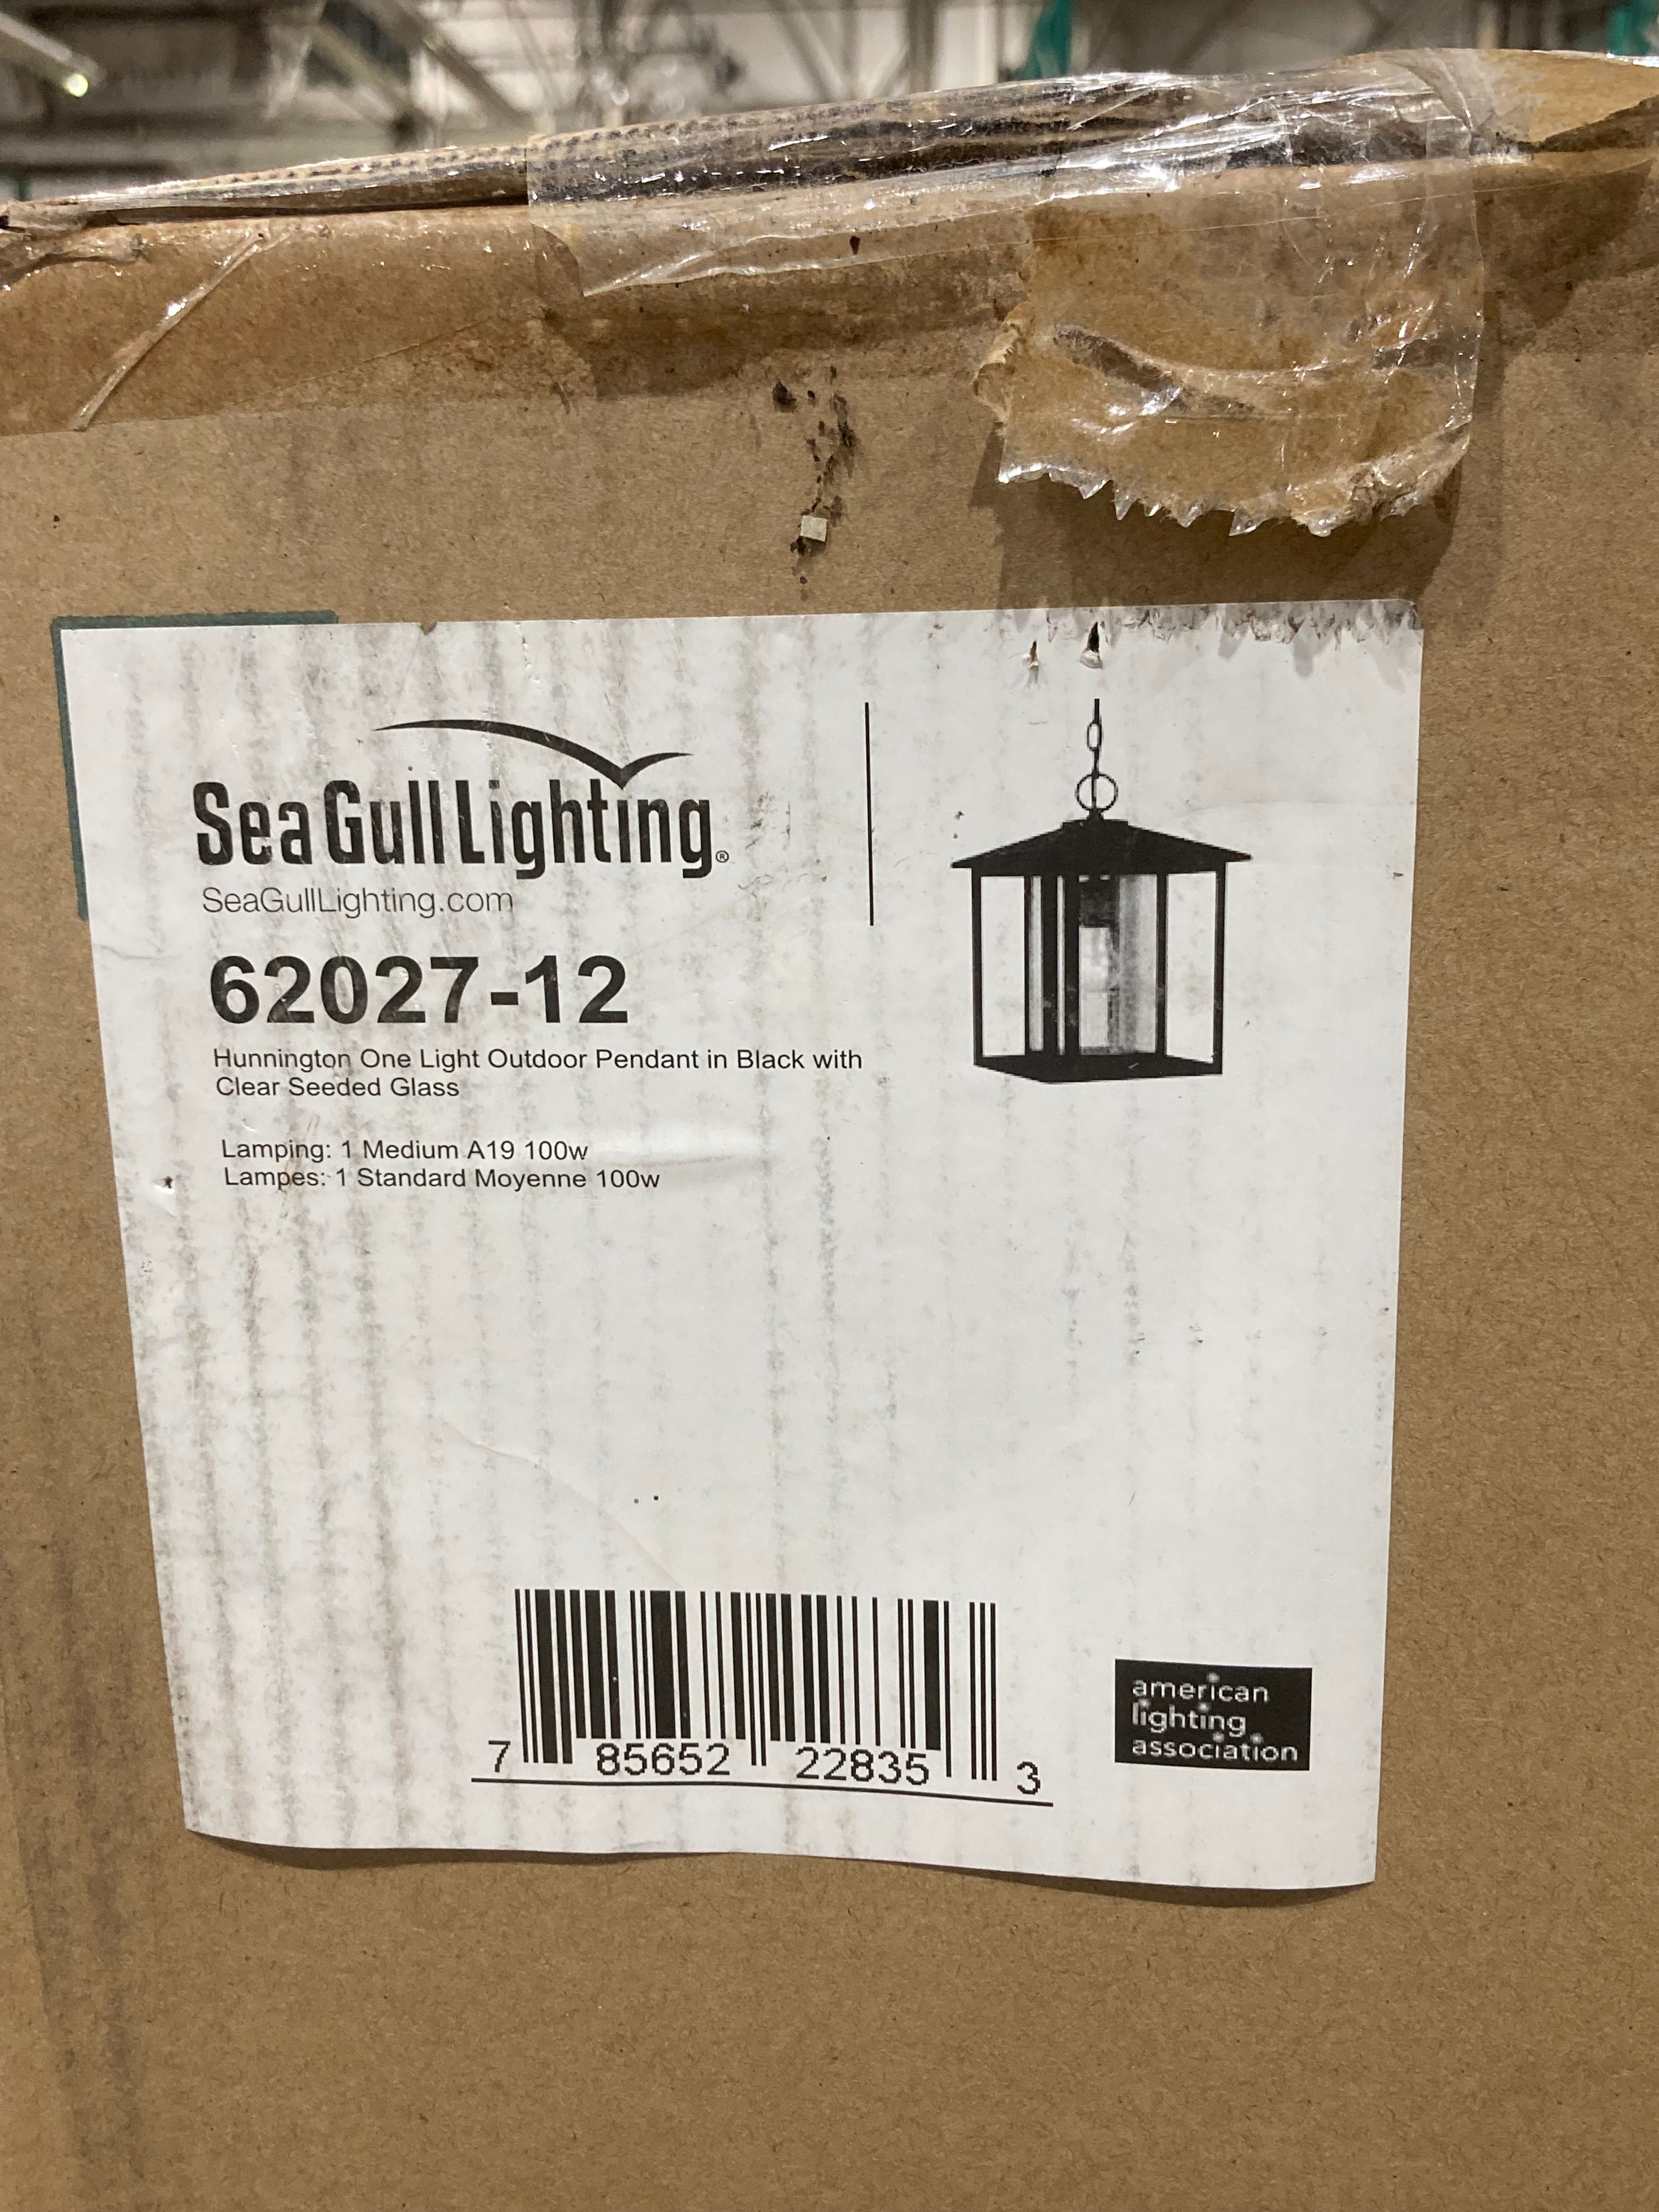 Sea Gull Lighting®
SeaGullLighting.com
62027-12
Hunnington One Light Outdoor Pendant in Black with
Clear Seeded Glass
Lamping: 1 Medium A19 100w
Lampes: 1 Standard Moyenne 100w
7 85652 22835 3
american
lighting
association